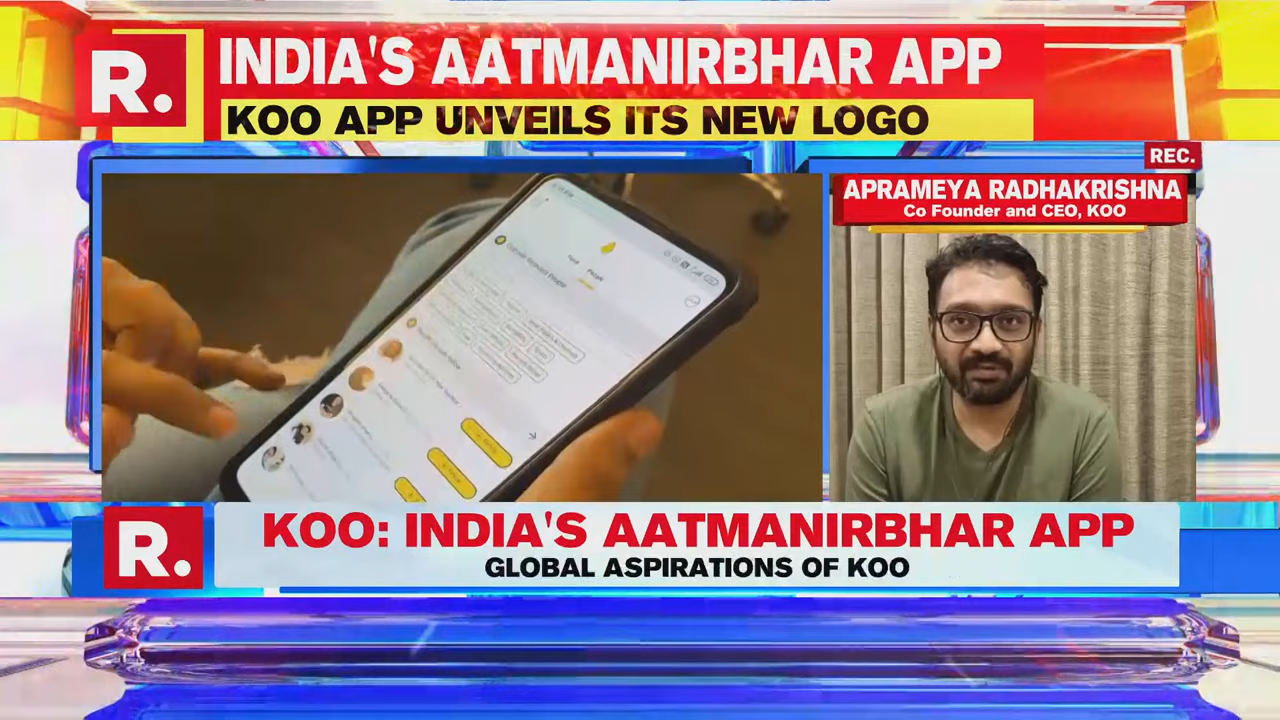 R.
INDIA'S AATMANIRBHAR APP
KOO APP UNVEILS ITS NEW LOGO
REC.
APRAMEYA RADHAKRISHNA
Co Founder and CEO, KOO
R.
KOO: INDIA'S AATMANIRBHAR APP
GLOBAL ASPIRATIONS OF KOO